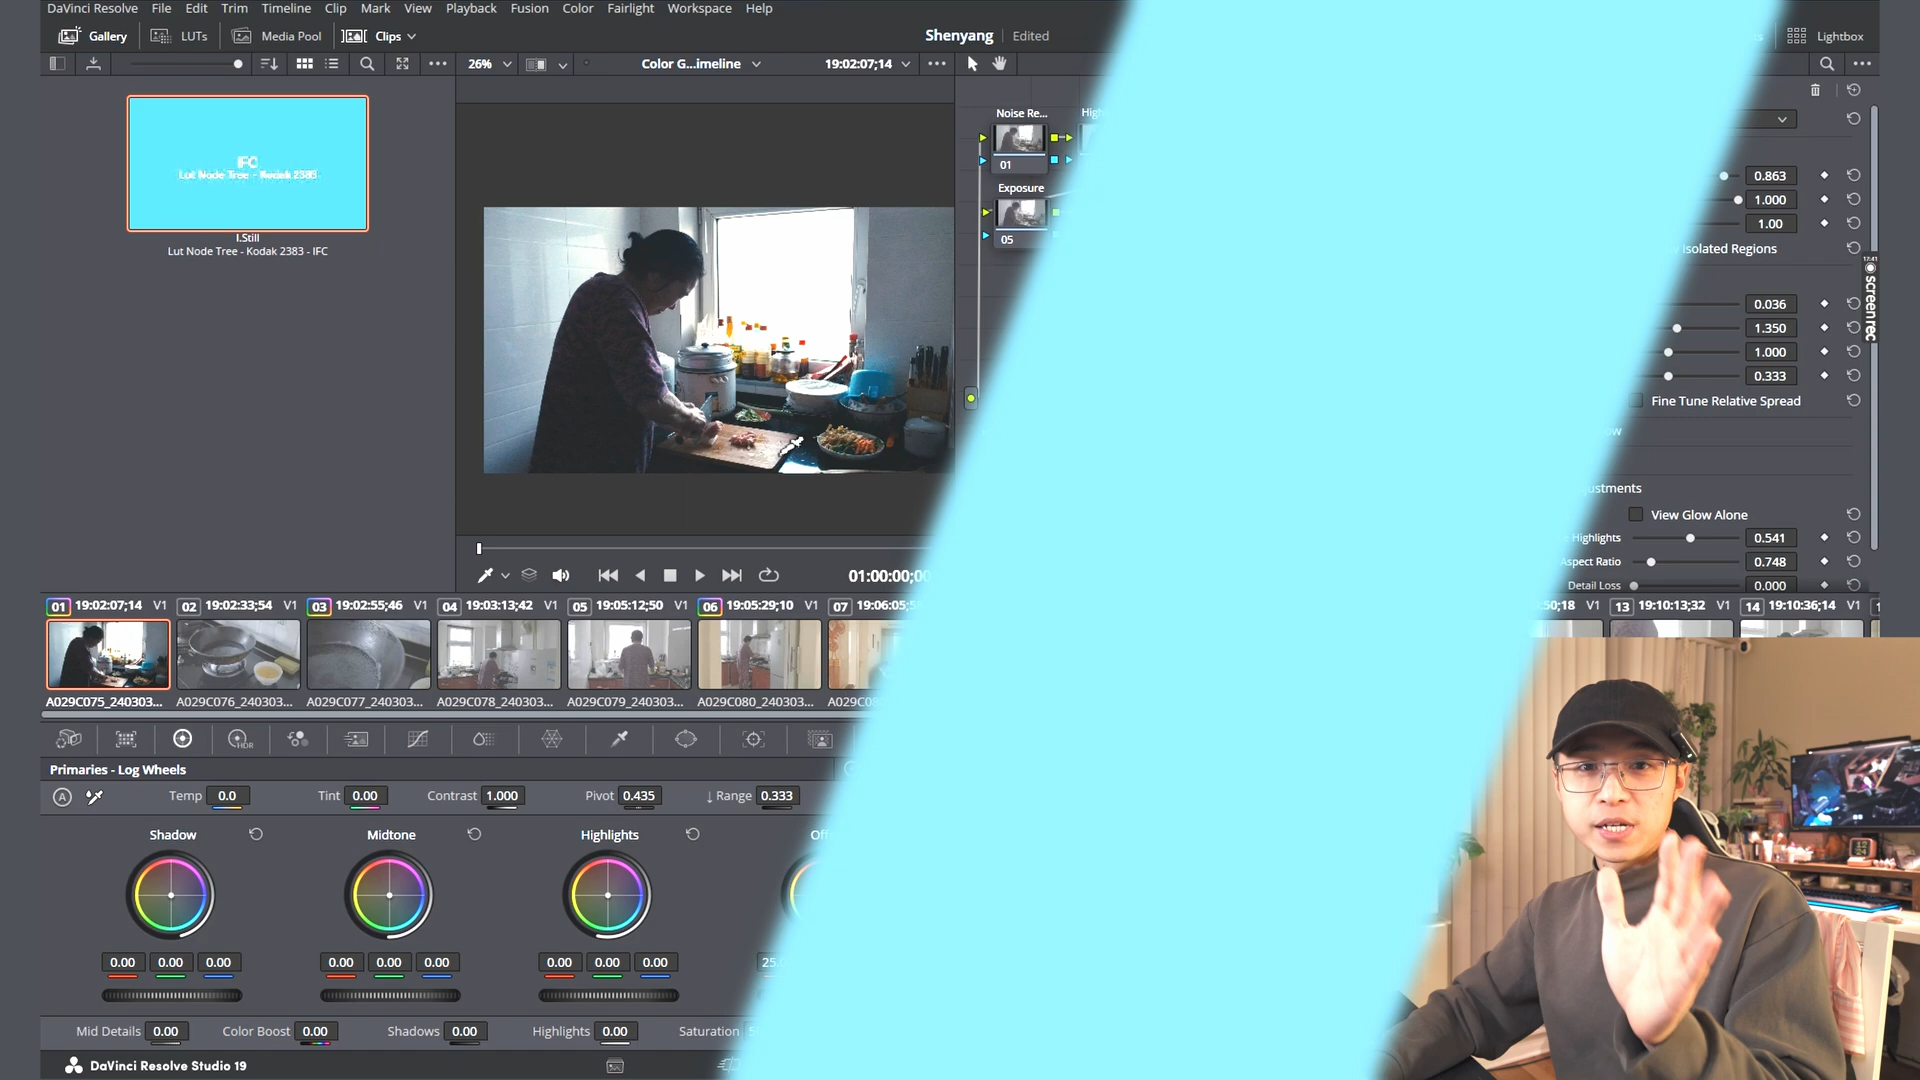 DaVinci Resolve File Edit Trim Timeline Clip Mark View Playback Fusion Color Fairlight Workspace Help
Gallery LUTs Media Pool Clips Shenyang Edited Lightbox
26% Color G...imeline 19:02:07;14
IFC
Lut Node Tree - Kodak 2383
I.Still
Lut Node Tree - Kodak 2383 - IFC
Noise Re...
01
Exposure
05
0.863
1.000
1.00
Isolated Regions
0.036
1.350
1.000
0.333
Fine Tune Relative Spread
View Glow Alone
Highlights 0.541
Aspect Ratio 0.748
Detail Loss 0.000
17:41
screen rec
01:00:00;00
01 19:02:07;14 V1 02 19:02:33;54 V1 03 19:02:55;46 V1 04 19:03:13;42 V1 05 19:05:12;50 V1 06 19:05:29;10 V1 07 19:06:05;5 50;18 V1 13 19:10:13;32 V1 14 19:10:36;14 V1
A029C075_240303... A029C076_240303... A029C077_240303... A029C078_240303... A029C079_240303... A029C080_240303...
HDR
Primaries - Log Wheels
A Temp 0.0 Tint 0.00 Contrast 1.000 Pivot 0.435 ↓ Range 0.333
Shadow Midtone Highlights Off
0.00 0.00 0.00 0.00 0.00 0.00 0.00 0.00 0.00 25.
Mid Details 0.00 Color Boost 0.00 Shadows 0.00 Highlights 0.00 Saturation
DaVinci Resolve Studio 19